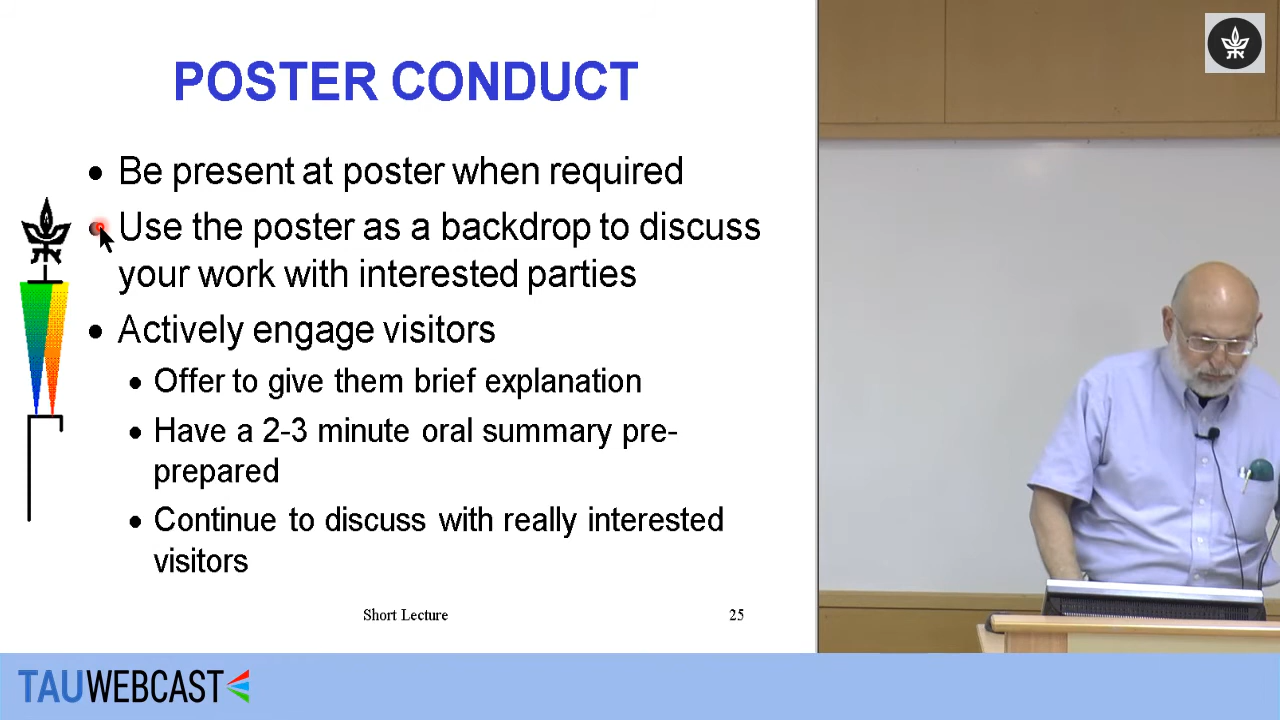 POSTER CONDUCT
• Be present at poster when required
• Use the poster as a backdrop to discuss
your work with interested parties
• Actively engage visitors
• Offer to give them brief explanation
• Have a 2-3 minute oral summary pre-
prepared
• Continue to discuss with really interested
visitors
Short Lecture 25
TAUWEBCAST